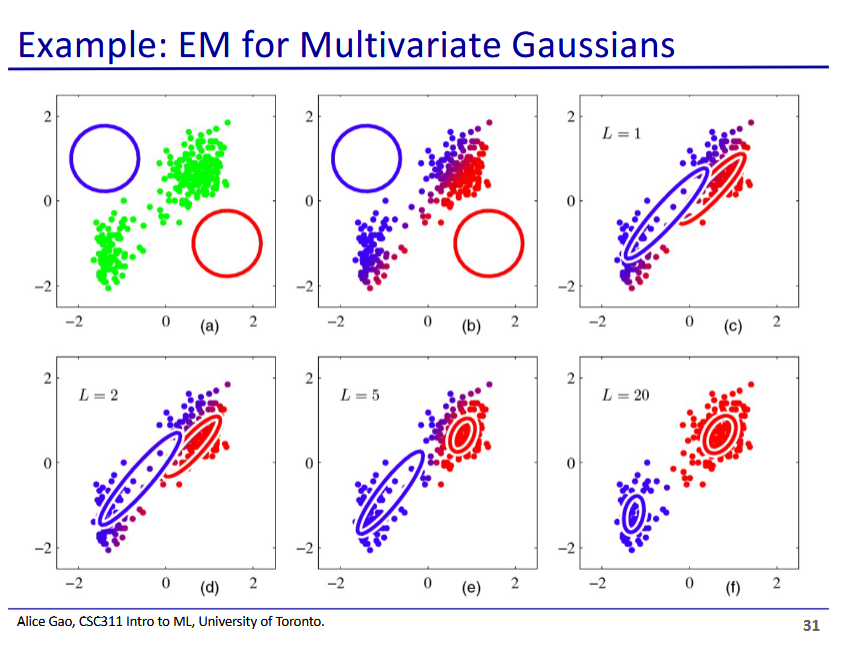 Example: EM for Multivariate Gaussians
2
0
−2
−2 0 (a) 2
2
0
−2
−2 0 (b) 2
2
0
−2
L = 1
−2 0 (c) 2
2
0
−2
L = 2
−2 0 (d) 2
2
0
−2
L = 5
−2 0 (e) 2
2
0
−2
L = 20
−2 0 (f) 2
Alice Gao, CSC311 Intro to ML, University of Toronto.
31